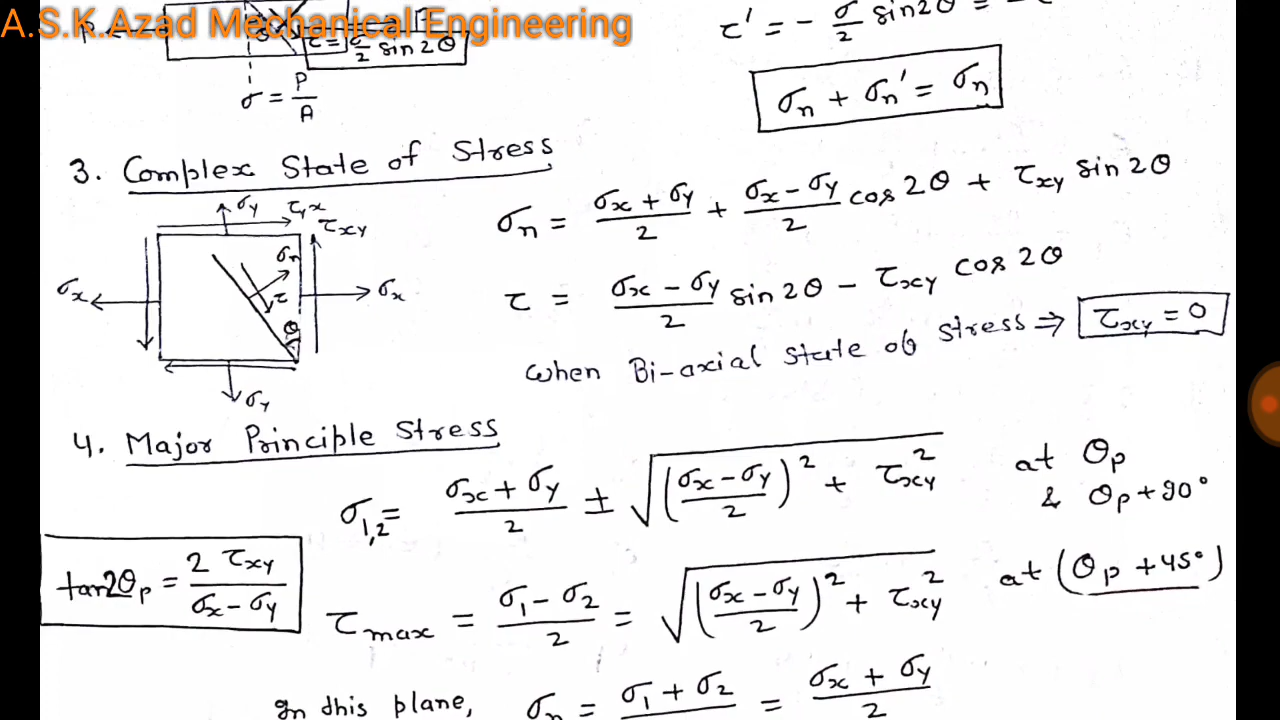 A.S.K.Azad Mechanical Engineering
τ = σ/2 sin 2θ
σ = P/A
τ' = - σ/2 sin2θ =
σn + σn' = σn
3. Complex State of Stress
σy τyx
τxy
σn
σx τ σx
θ
σy
σn = (σx + σy)/2 + (σx - σy)/2 cos 2θ + τxy sin 2θ
τ = (σx - σy)/2 sin 2θ - τxy cos 2θ
When Bi-axial State of Stress ⇒ τxy = 0
4. Major Principle Stress
σ1,2 = (σx + σy)/2 ± √(((σx - σy)/2)² + τxy²) at θp
& θp + 90°
tan2θp = 2 τxy/(σx - σy)
τmax = (σ1 - σ2)/2 = √(((σx - σy)/2)² + τxy²) at (θp + 45°)
In this plane, σn = (σ1 + σ2)/ = (σx + σy)/2